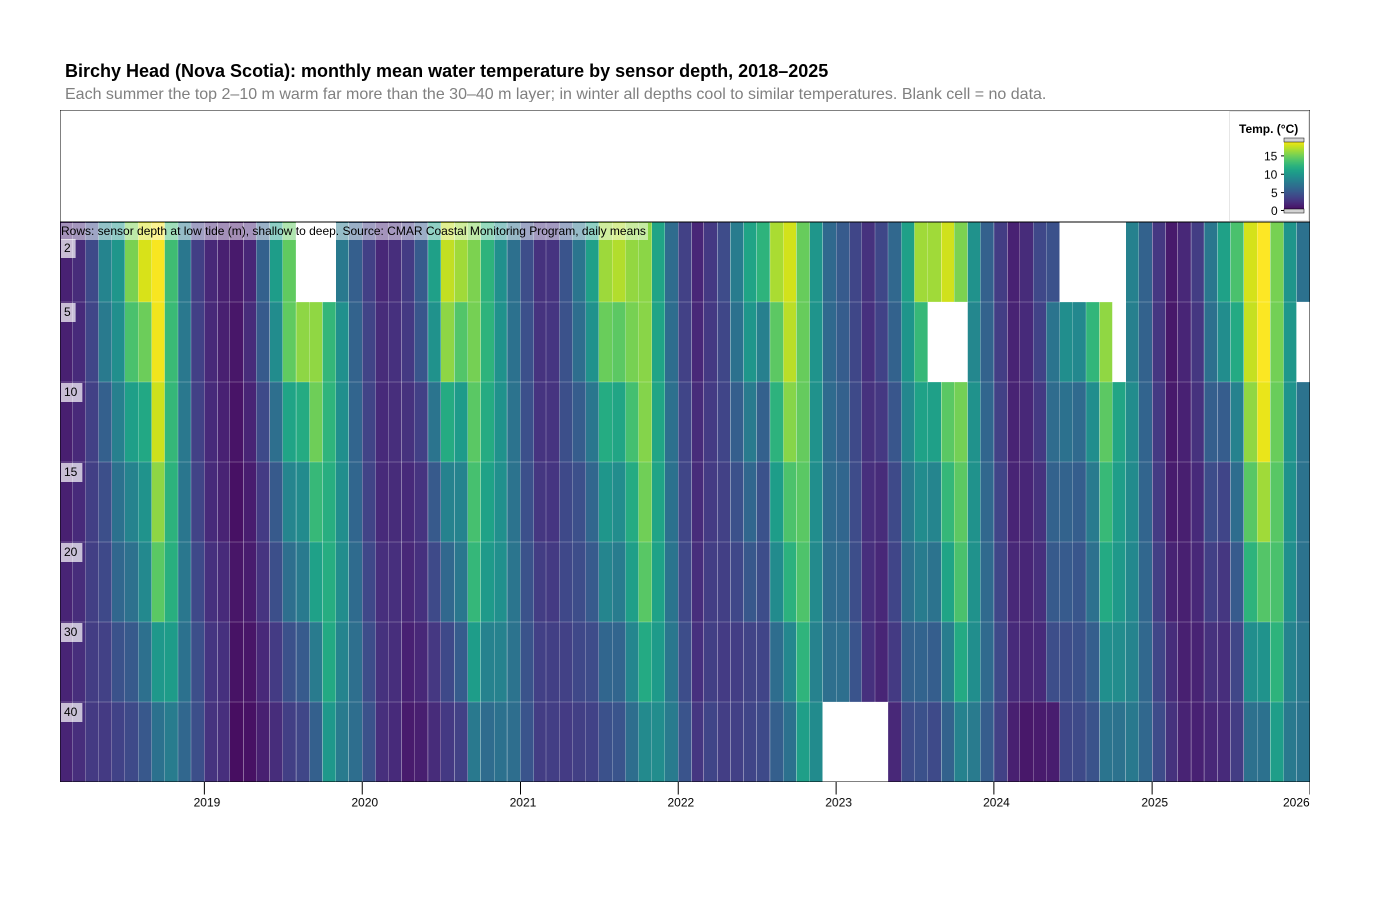 Birchy Head (Nova Scotia): monthly mean water temperature by sensor depth, 2018–2025
Each summer the top 2–10 m warm far more than the 30–40 m layer; in winter all depths cool to similar temperatures. Blank cell = no data.
Temp. (°C)
15
10
5
0
Rows: sensor depth at low tide (m), shallow to deep. Source: CMAR Coastal Monitoring Program, daily means
2
5
10
15
20
30
40
2019 2020 2021 2022 2023 2024 2025 2026